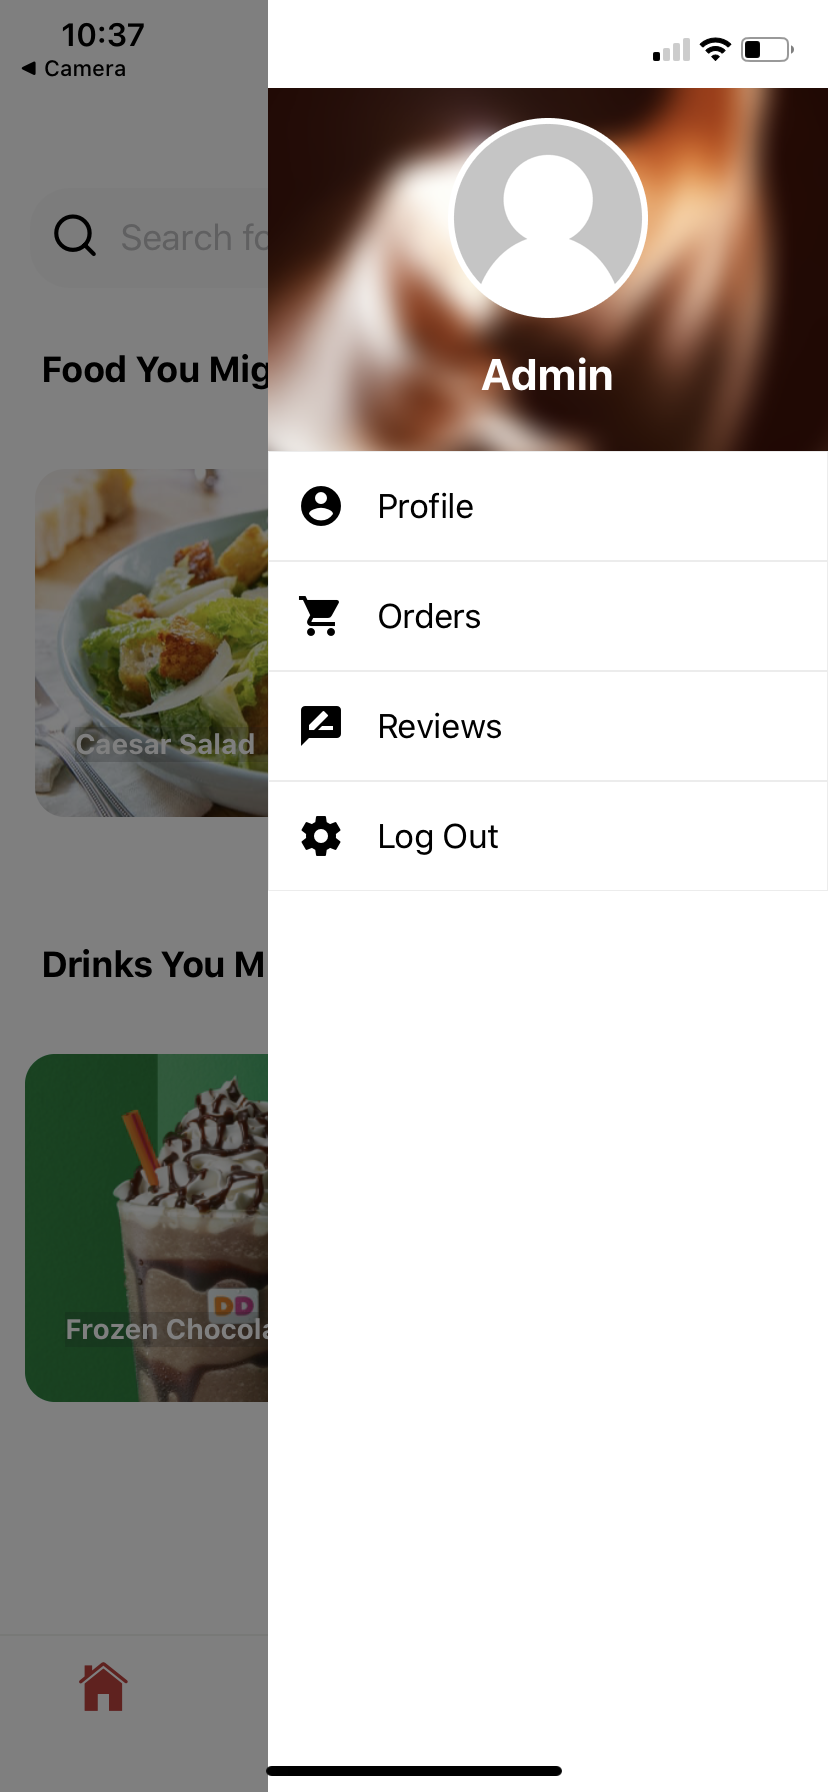 10:37
Camera
Search fo
Food You Mig
Caesar Salad
Drinks You M
DD
Frozen Chocola
Admin
Profile
Orders
Reviews
Log Out